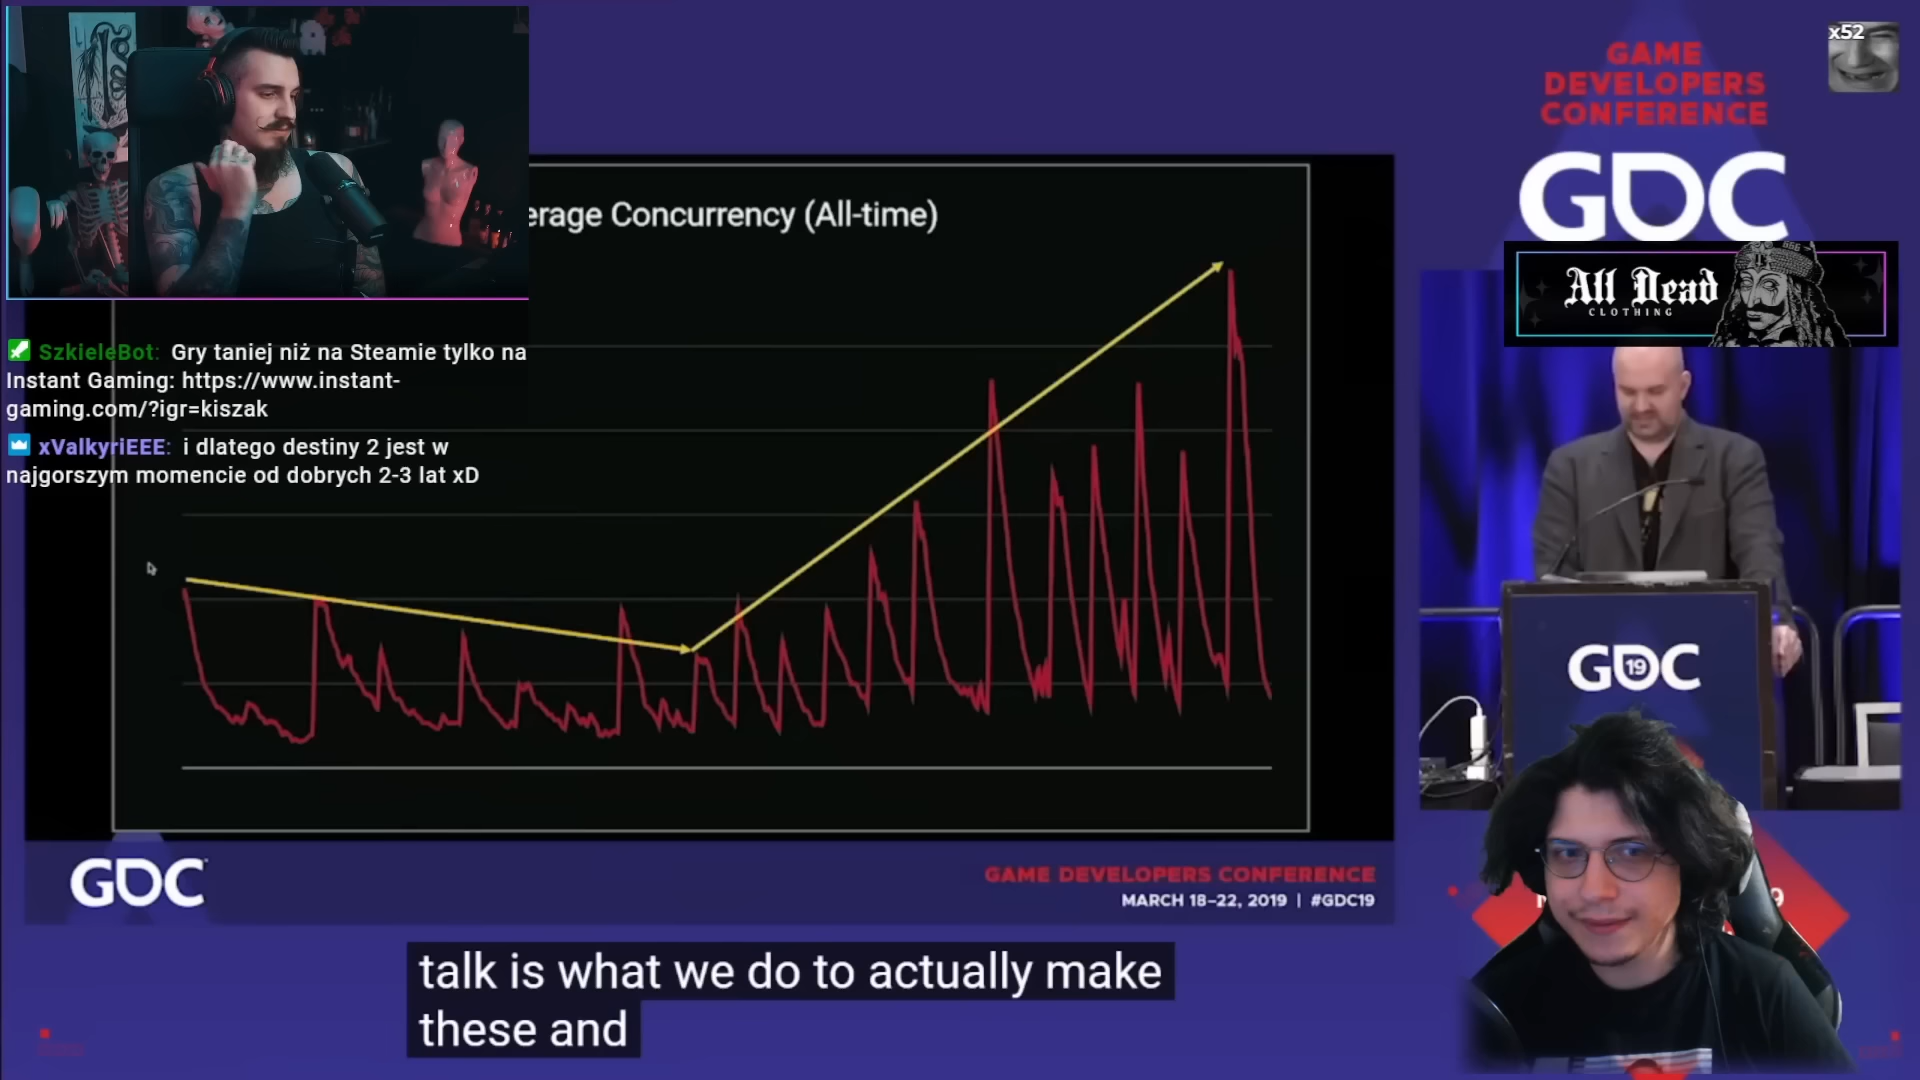 x52
GAME
DEVELOPERS
CONFERENCE
GDC
All Dead
CLOTHING
erage Concurrency (All-time)
SzkieleBot: Gry taniej niż na Steamie tylko na
Instant Gaming: https://www.instant-
gaming.com/?igr=kiszak
xValkyriEEE: i dlatego destiny 2 jest w
najgorszym momencie od dobrych 2-3 lat xD
GDC
19
GDC
GAME DEVELOPERS CONFERENCE
MARCH 18-22, 2019 | #GDC19
talk is what we do to actually make
these and